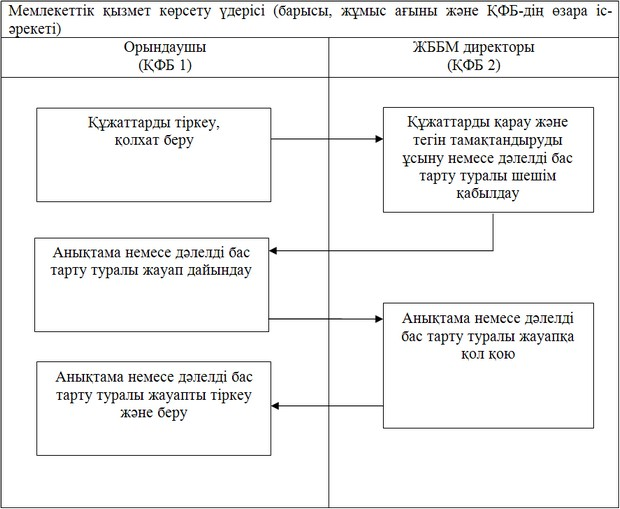 Мемлекеттік қызмет көрсету үдерісі (барысы, жұмыс ағыны және ҚФБ-дің өзара іс-
әрекеті)
Орындаушы
(ҚФБ 1)
ЖББМ директоры
(ҚФБ 2)
Құжаттарды тіркеу,
қолхат беру
Құжаттарды қарау және
тегін тамақтандыруды
ұсыну немесе дәлелді бас
тарту туралы шешім
қабылдау
Анықтама немесе дәлелді бас
тарту туралы жауап дайындау
Анықтама немесе дәлелді
бас тарту туралы жауапқа
қол қою
Анықтама немесе дәлелді бас
тарту туралы жауапты тіркеу
және беру